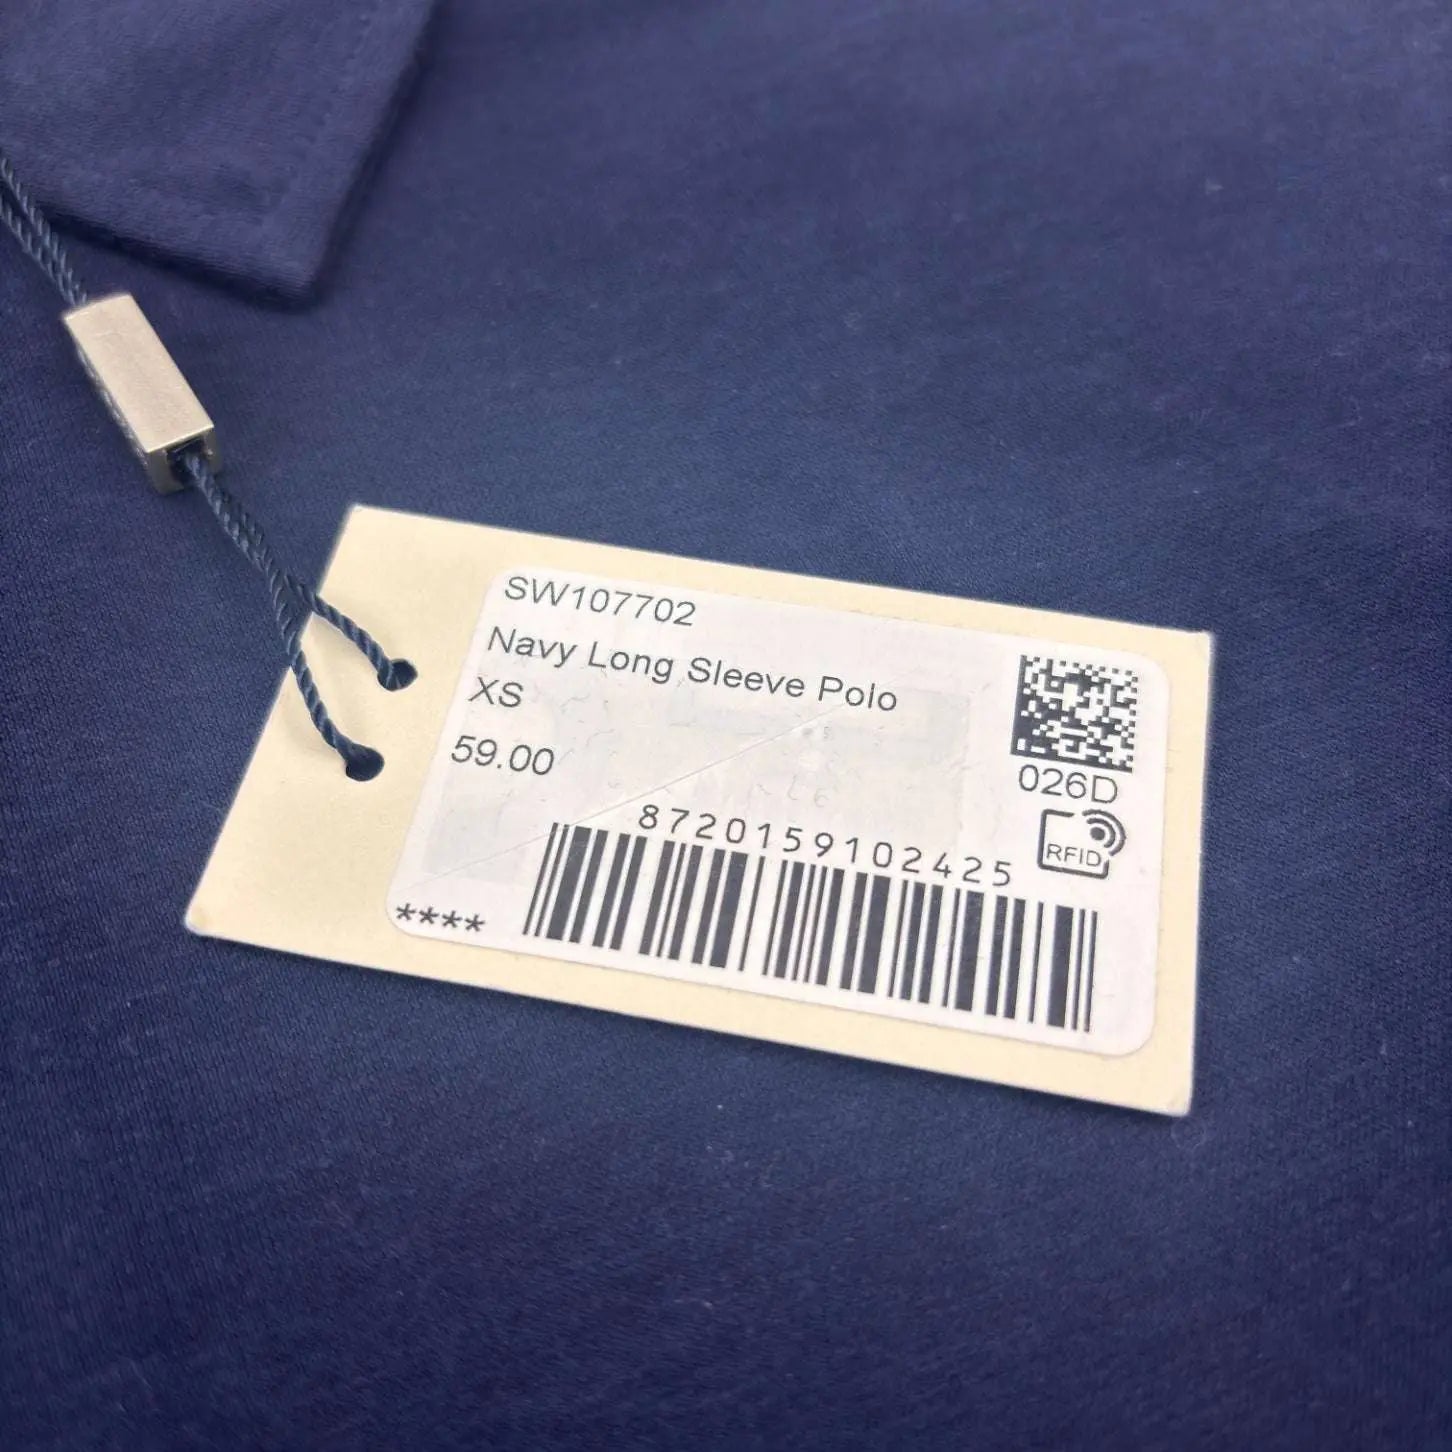 SW107702
Navy Long Sleeve Polo
XS
59.00
026D
RFID
8720159102425
****